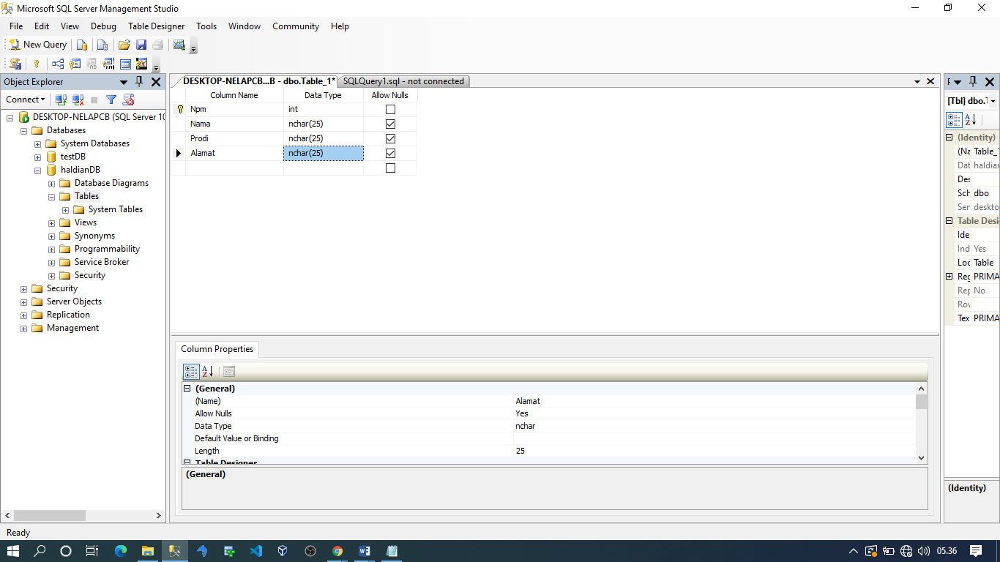 Microsoft SQL Server Management Studio
File Edit View Debug Table Designer Tools Window Community Help
New Query
Object Explorer
Connect
DESKTOP-NELAPCB (SQL Server 10
Databases
System Databases
testDB
haldianDB
Database Diagrams
Tables
System Tables
Views
Synonyms
Programmability
Service Broker
Security
Security
Server Objects
Replication
Management
DESKTOP-NELAPCB...B - dbo.Table_1* SQLQuery1.sql - not connected
Column Name Data Type Allow Nulls
Npm int
Nama nchar(25)
Prodi nchar(25)
Alamat nchar(25)
Column Properties
(General)
(Name) Alamat
Allow Nulls Yes
Data Type nchar
Default Value or Binding
Length 25
Table Designer
(General)
[Tbl] dbo.T
(Identity)
(Na Table_1
Dat haldian
Des
Sch dbo
Ser deskto
Table Desi
Ide
Ind Yes
Loc Table
Reg PRIMA
Rep No
Rov
Tex PRIMA
(Identity)
Ready
05.36